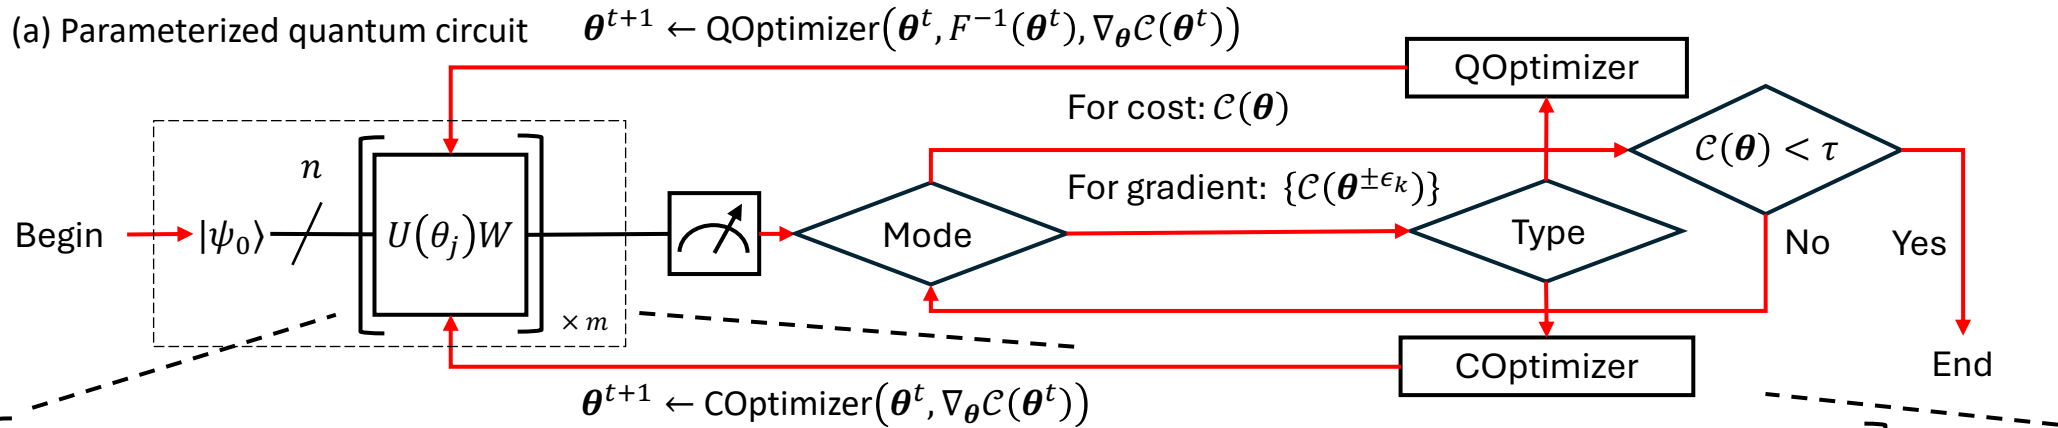 (a) Parameterized quantum circuit
𝜽^{t+1} ← QOptimizer(𝜽^t, F^{−1}(𝜽^t), ∇_𝜽 𝒞(𝜽^t))
QOptimizer
For cost: 𝒞(𝜽)
𝒞(𝜽) < τ
n
For gradient: {𝒞(𝜽^{±ϵ_k})}
Begin
|ψ_0⟩
U(θ_j)W
Mode
Type
No
Yes
× m
COptimizer
End
𝜽^{t+1} ← COptimizer(𝜽^t, ∇_𝜽 𝒞(𝜽^t))